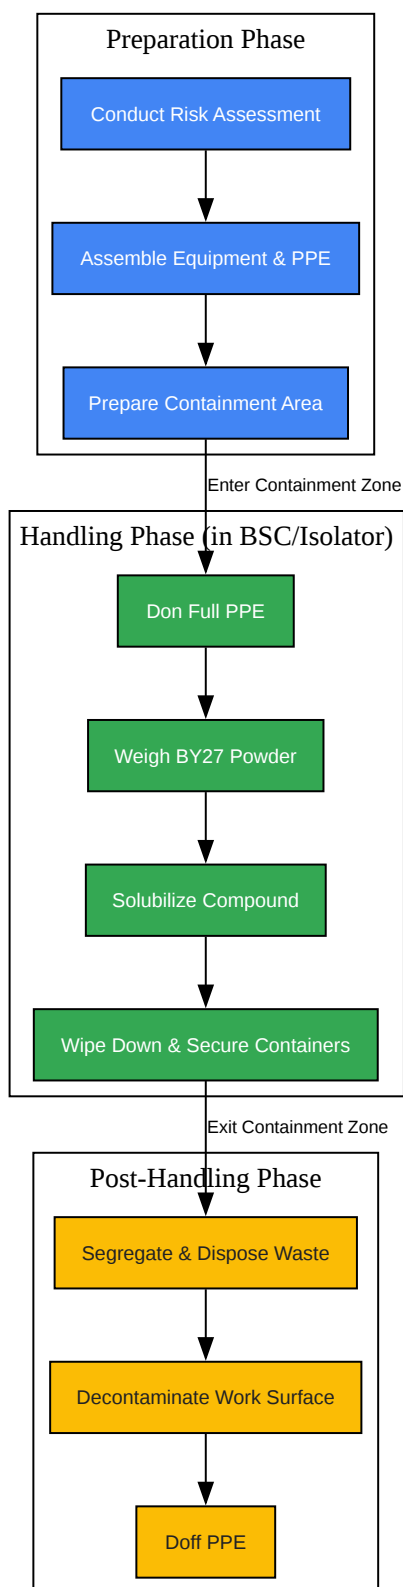 Preparation Phase
Conduct Risk Assessment
Assemble Equipment & PPE
Prepare Containment Area
Enter Containment Zone
Handling Phase (in BSC/Isolator)
Don Full PPE
Weigh BY27 Powder
Solubilize Compound
Wipe Down & Secure Containers
Exit Containment Zone
Post-Handling Phase
Segregate & Dispose Waste
Decontaminate Work Surface
Doff PPE